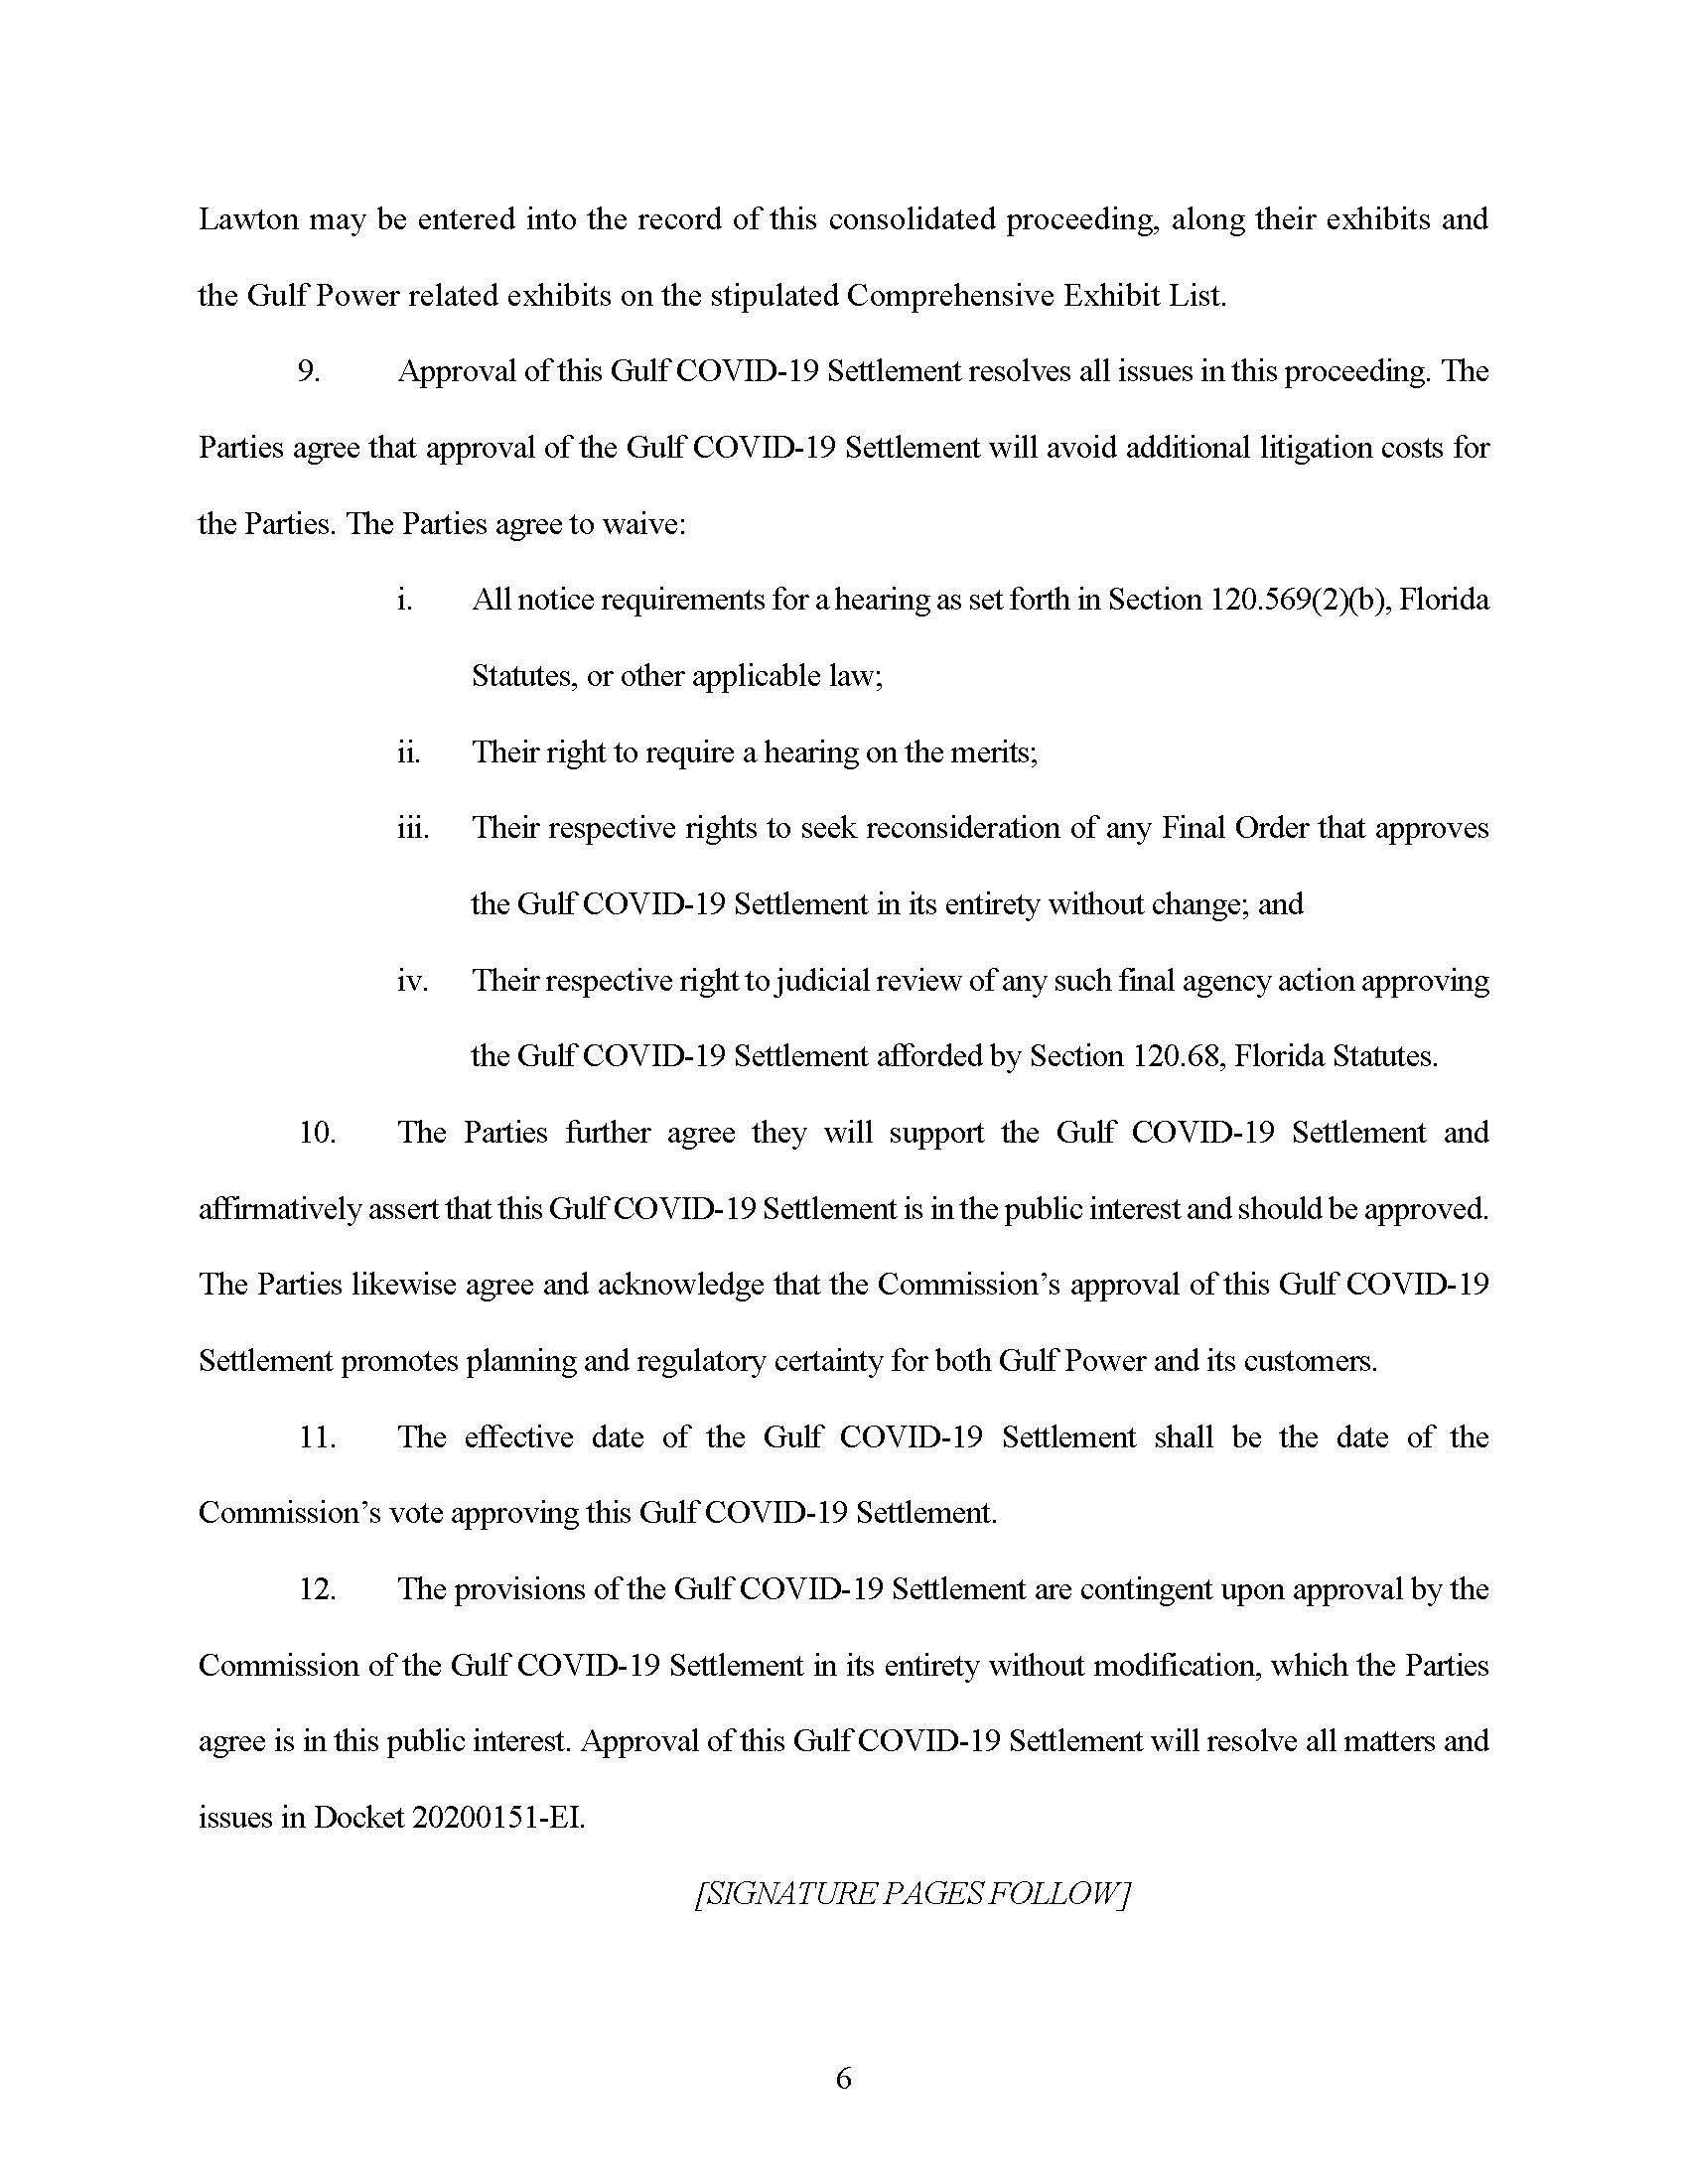 Lawton may be entered into the record of this consolidated proceeding, along their exhibits and
the Gulf Power related exhibits on the stipulated Comprehensive Exhibit List.
9. Approval of this Gulf COVID-19 Settlement resolves all issues in this proceeding. The
Parties agree that approval of the Gulf COVID-19 Settlement will avoid additional litigation costs for
the Parties. The Parties agree to waive:
i. All notice requirements for a hearing as set forth in Section 120.569(2)(b), Florida
Statutes, or other applicable law;
ii. Their right to require a hearing on the merits;
iii. Their respective rights to seek reconsideration of any Final Order that approves
the Gulf COVID-19 Settlement in its entirety without change; and
iv. Their respective right to judicial review of any such final agency action approving
the Gulf COVID-19 Settlement afforded by Section 120.68, Florida Statutes.
10. The Parties further agree they will support the Gulf COVID-19 Settlement and
affirmatively assert that this Gulf COVID-19 Settlement is in the public interest and should be approved.
The Parties likewise agree and acknowledge that the Commission’s approval of this Gulf COVID-19
Settlement promotes planning and regulatory certainty for both Gulf Power and its customers.
11. The effective date of the Gulf COVID-19 Settlement shall be the date of the
Commission’s vote approving this Gulf COVID-19 Settlement.
12. The provisions of the Gulf COVID-19 Settlement are contingent upon approval by the
Commission of the Gulf COVID-19 Settlement in its entirety without modification, which the Parties
agree is in this public interest. Approval of this Gulf COVID-19 Settlement will resolve all matters and
issues in Docket 20200151-EI.
[SIGNATURE PAGES FOLLOW]
6